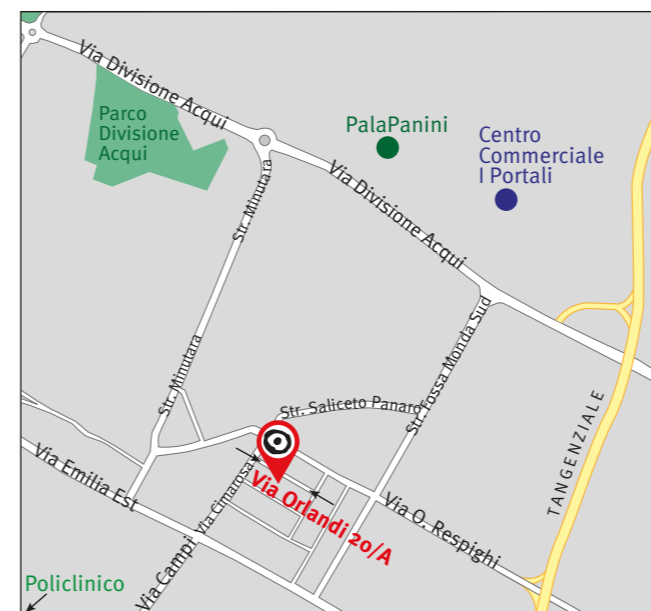 Via Divisione Acqui
Parco
Divisione
Acqui
PalaPanini
Centro
Commerciale
I Portali
Via Divisione Acqui
Str. Minutara
Str. Fossa Monda Sud
Str. Minutara
Str. Saliceto Panaro
TANGENZIALE
Via Emilia Est
Via Cimarosa
Via Orlandi 20/A
Via O. Respighi
Via Campi
Policlinico